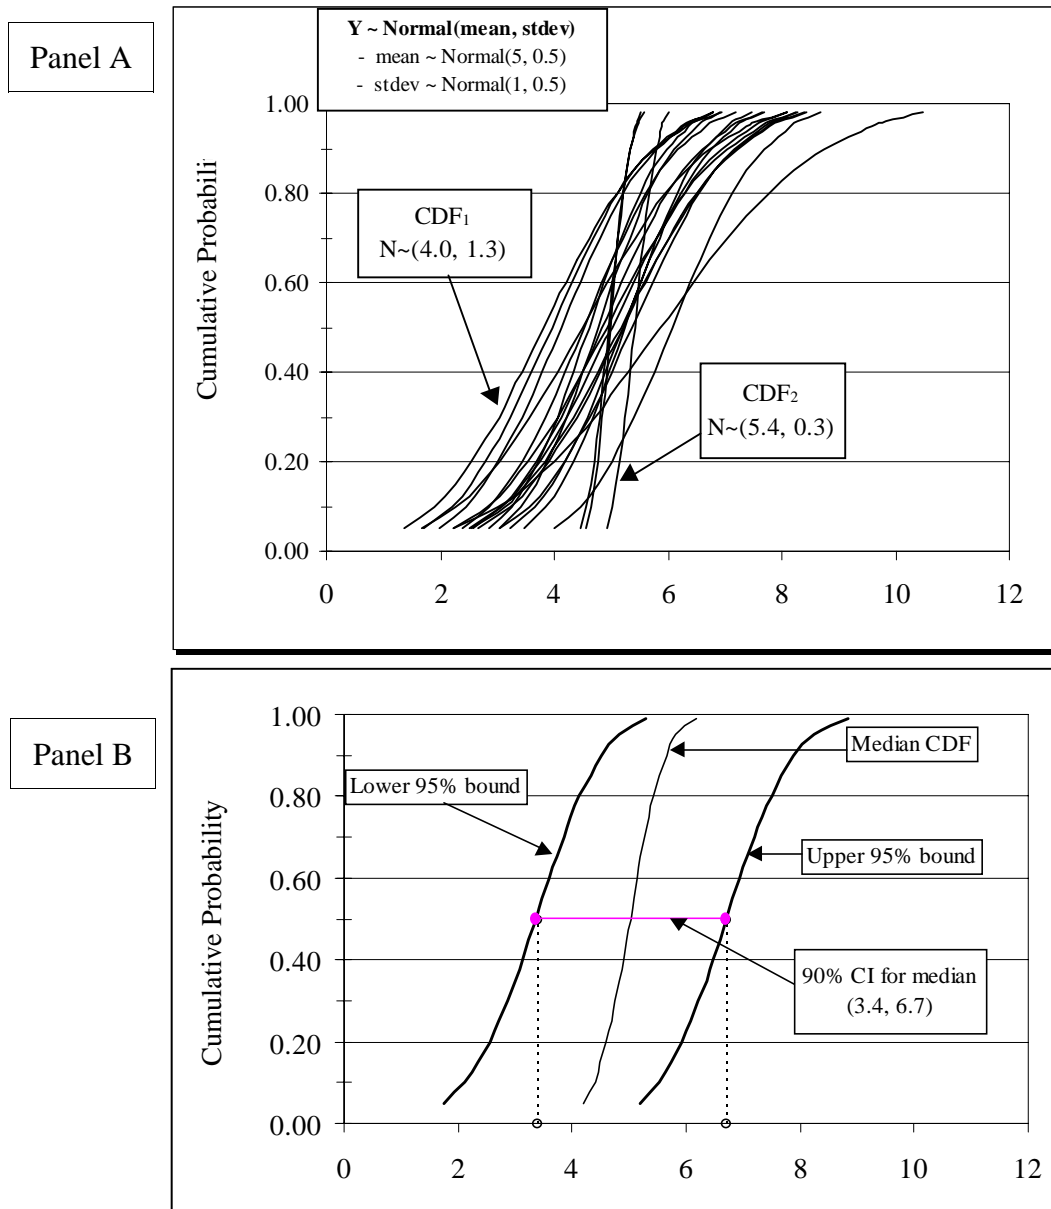 Panel A
Y ~ Normal(mean, stdev)
- mean ~ Normal(5, 0.5)
- stdev ~ Normal(1, 0.5)
Cumulative Probabili
1.00
0.80
0.60
0.40
0.20
0.00
CDF1
N~(4.0, 1.3)
CDF2
N~(5.4, 0.3)
0 2 4 6 8 10 12
Panel B
Cumulative Probability
1.00
0.80
0.60
0.40
0.20
0.00
Median CDF
Lower 95% bound
Upper 95% bound
90% CI for median
(3.4, 6.7)
0 2 4 6 8 10 12